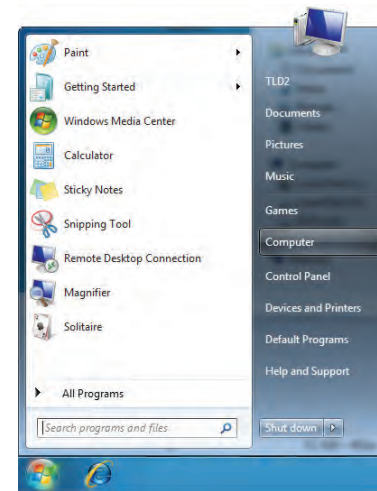 Paint
Getting Started
Windows Media Center
Calculator
Sticky Notes
Snipping Tool
Remote Desktop Connection
Magnifier
Solitaire
All Programs
Search programs and files
TLD2
Documents
Pictures
Music
Games
Computer
Control Panel
Devices and Printers
Default Programs
Help and Support
Shut down